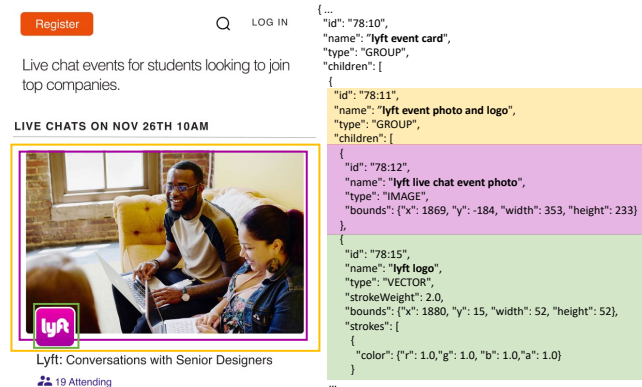 Register
LOG IN
Live chat events for students looking to join
top companies.
LIVE CHATS ON NOV 26TH 10AM
lyft
Lyft: Conversations with Senior Designers
19 Attending
{ ...
"id": "78:10",
"name": "lyft event card",
"type": "GROUP",
"children": [
{
"id": "78:11",
"name": "lyft event photo and logo",
"type": "GROUP",
"children": [
{
"id": "78:12",
"name": "lyft live chat event photo",
"type": "IMAGE",
"bounds": {"x": 1869, "y": -184, "width": 353, "height": 233}
},
{
"id": "78:15",
"name": "lyft logo",
"type": "VECTOR",
"strokeWeight": 2.0,
"bounds": {"x": 1880, "y": 15, "width": 52, "height": 52},
"strokes": [
{
"color": {"r": 1.0,"g": 1.0, "b": 1.0,"a": 1.0}
}
...